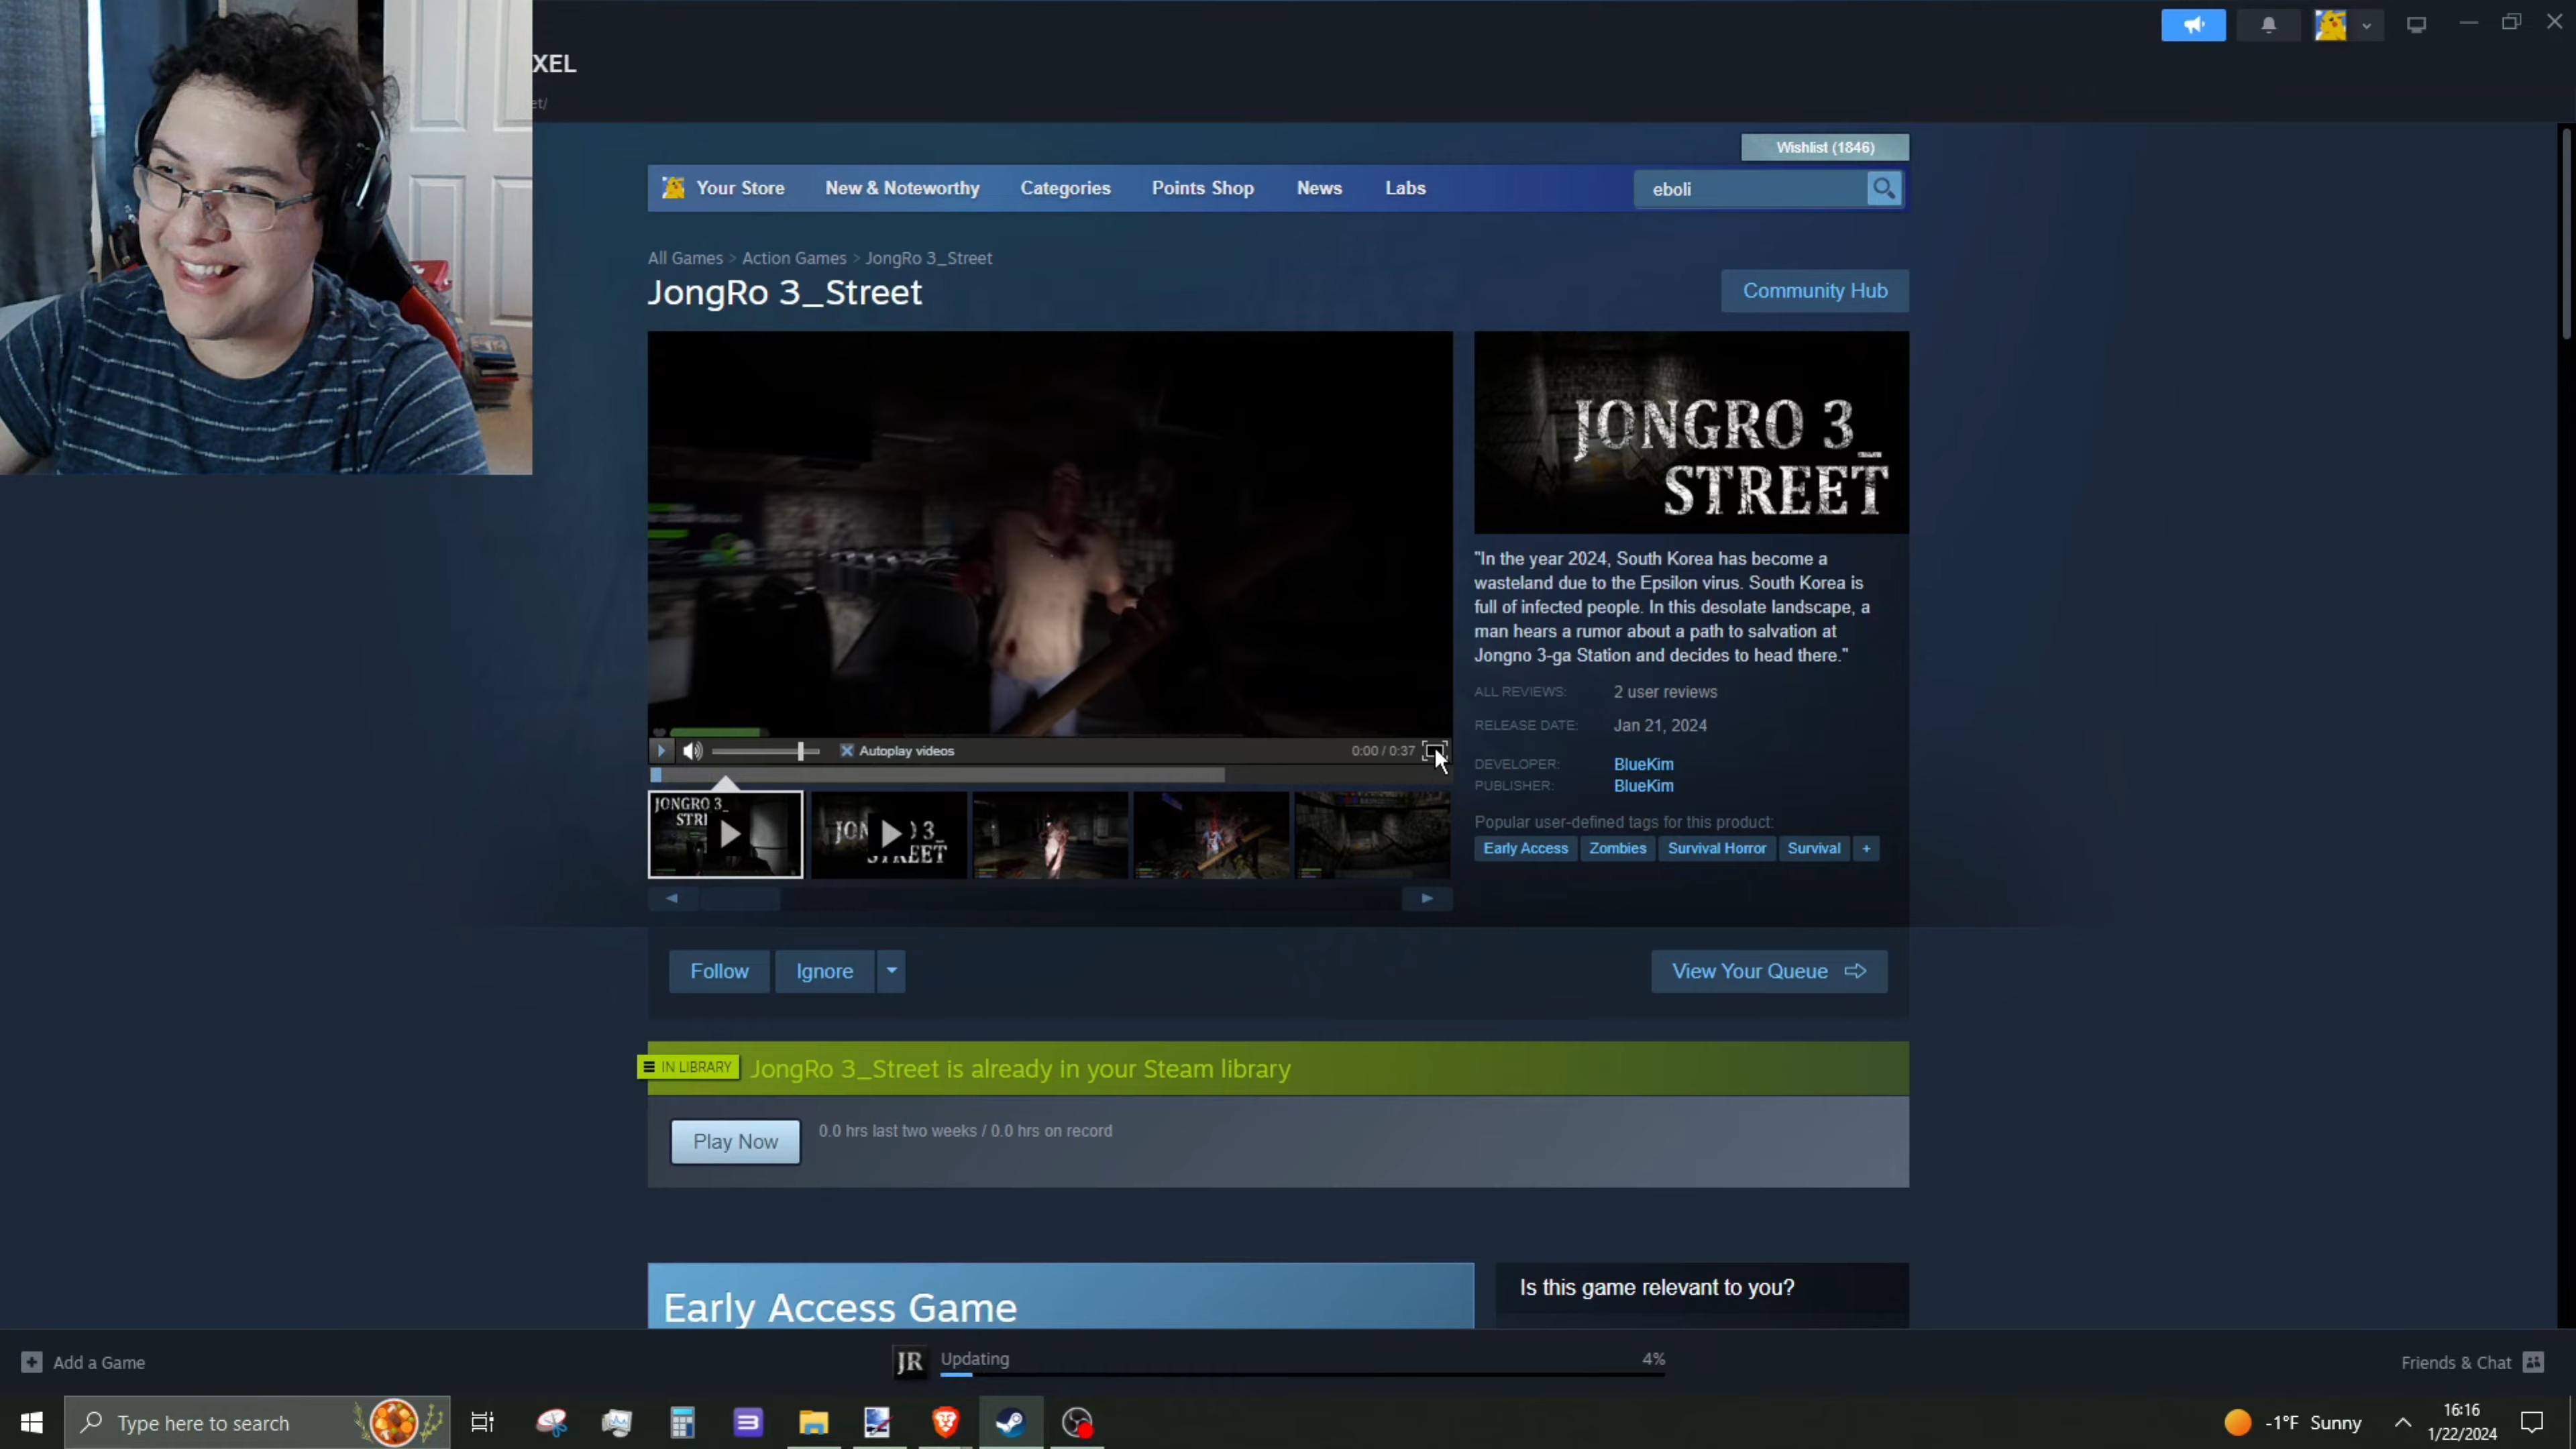 XEL
et/
Wishlist (1846)
Your Store
New & Noteworthy
Categories
Points Shop
News
Labs
eboli
All Games > Action Games > JongRo 3_Street
JongRo 3_Street
Community Hub
JONGRO 3_
STREET
"In the year 2024, South Korea has become a
wasteland due to the Epsilon virus. South Korea is
full of infected people. In this desolate landscape, a
man hears a rumor about a path to salvation at
Jongno 3-ga Station and decides to head there."
ALL REVIEWS: 2 user reviews
RELEASE DATE: Jan 21, 2024
DEVELOPER: BlueKim
PUBLISHER: BlueKim
Popular user-defined tags for this product:
Early Access
Zombies
Survival Horror
Survival
+
Autoplay videos
0:00 / 0:37
JONGRO 3_
STRE
JON 3_
STREET
Follow
Ignore
View Your Queue
IN LIBRARY
JongRo 3_Street is already in your Steam library
Play Now
0.0 hrs last two weeks / 0.0 hrs on record
Early Access Game
Is this game relevant to you?
Add a Game
JR
Updating
4%
Friends & Chat
Type here to search
-1°F Sunny
16:16
1/22/2024